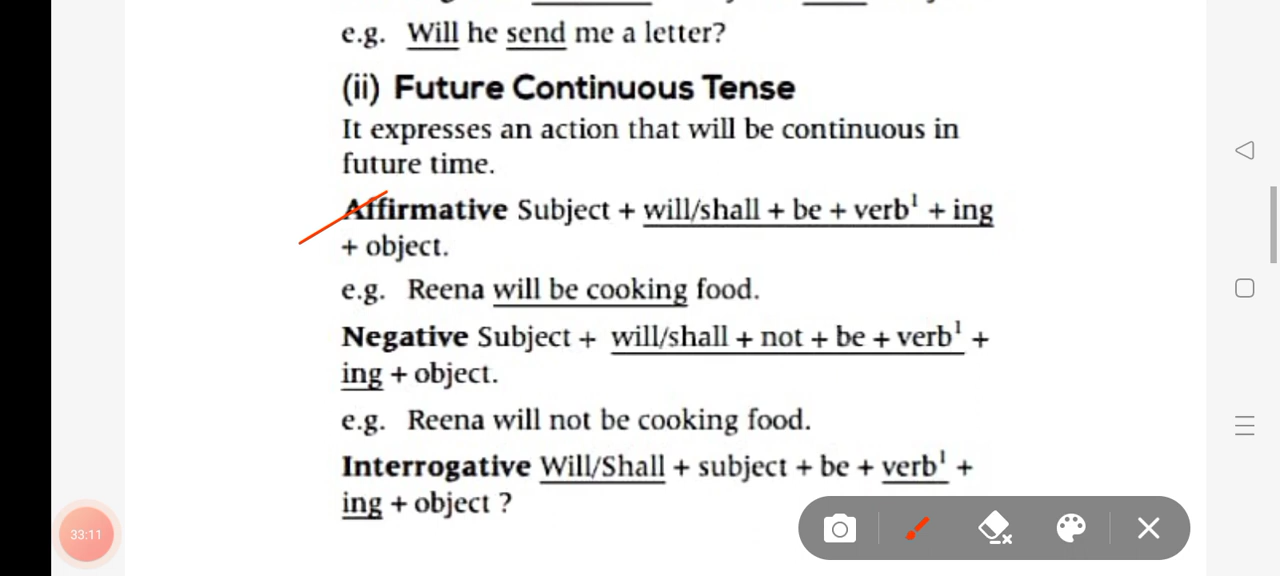 e.g. Will he send me a letter?
(ii) Future Continuous Tense
It expresses an action that will be continuous in
future time.
Affirmative Subject + will/shall + be + verb¹ + ing
+ object.
e.g. Reena will be cooking food.
Negative Subject + will/shall + not + be + verb¹ +
ing + object.
e.g. Reena will not be cooking food.
Interrogative Will/Shall + subject + be + verb¹ +
ing + object ?
33:11